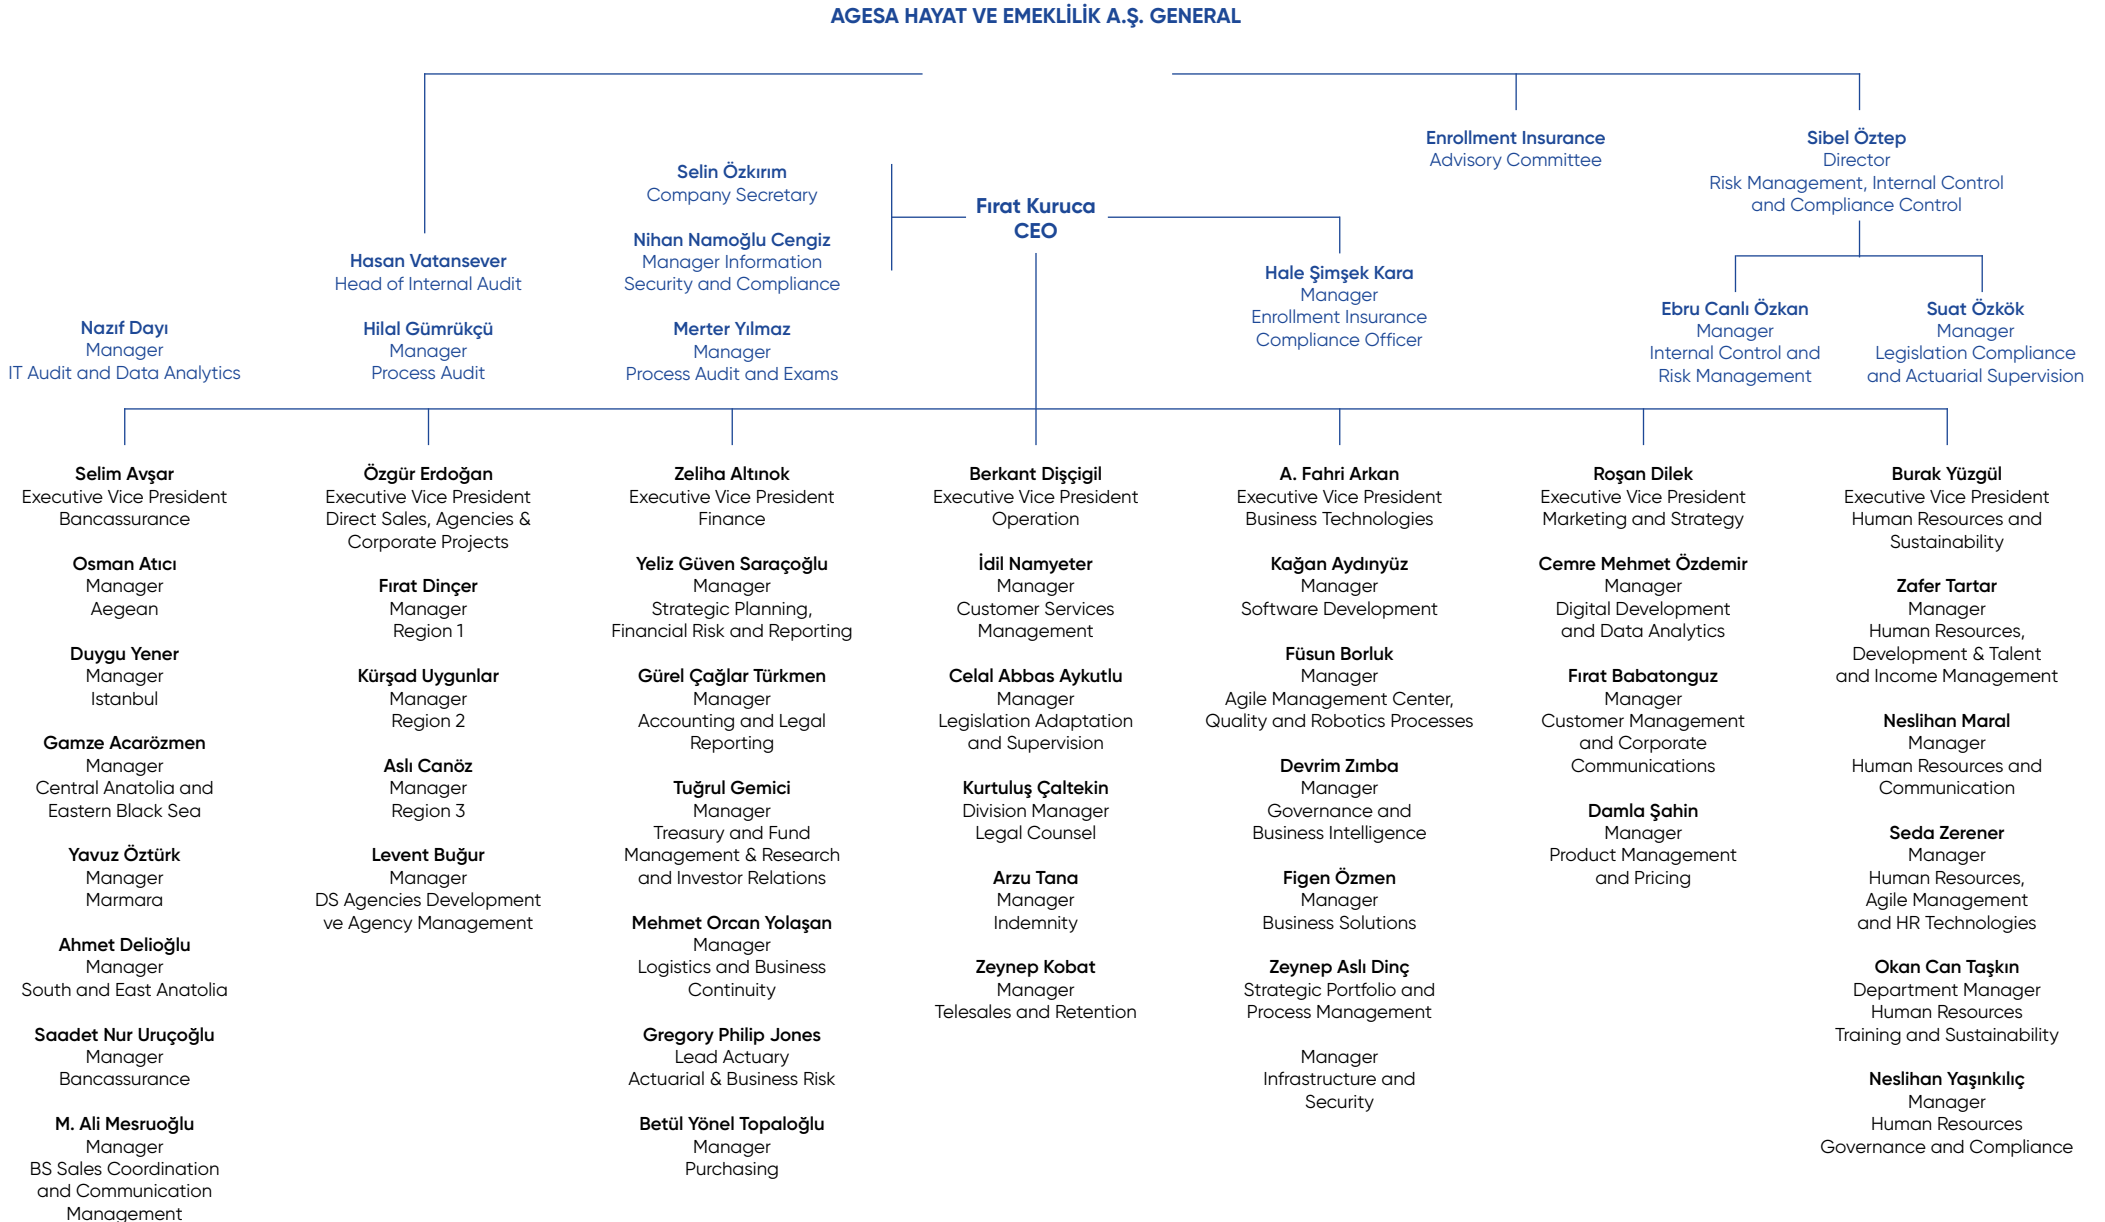 AGESA HAYAT VE EMEKLİLİK A.Ş. GENERAL
Enrollment Insurance
Advisory Committee
Sibel Öztep
Director
Risk Management, Internal Control
and Compliance Control
Selin Özkırım
Company Secretary
Fırat Kuruca
CEO
Nihan Namoğlu Cengiz
Manager Information
Security and Compliance
Hasan Vatansever
Head of Internal Audit
Hale Şimşek Kara
Manager
Enrollment Insurance
Compliance Officer
Ebru Canlı Özkan
Manager
Internal Control and
Risk Management
Suat Özkök
Manager
Legislation Compliance
and Actuarial Supervision
Nazıf Dayı
Manager
IT Audit and Data Analytics
Hilal Gümrükçü
Manager
Process Audit
Merter Yılmaz
Manager
Process Audit and Exams
Selim Avşar
Executive Vice President
Bancassurance
Osman Atıcı
Manager
Aegean
Duygu Yener
Manager
Istanbul
Gamze Acarözmen
Manager
Central Anatolia and
Eastern Black Sea
Yavuz Öztürk
Manager
Marmara
Ahmet Delioğlu
Manager
South and East Anatolia
Saadet Nur Uruçoğlu
Manager
Bancassurance
M. Ali Mesruoğlu
Manager
BS Sales Coordination
and Communication
Management
Özgür Erdoğan
Executive Vice President
Direct Sales, Agencies &
Corporate Projects
Fırat Dinçer
Manager
Region 1
Kürşad Uygunlar
Manager
Region 2
Aslı Canöz
Manager
Region 3
Levent Buğur
Manager
DS Agencies Development
ve Agency Management
Zeliha Altınok
Executive Vice President
Finance
Yeliz Güven Saraçoğlu
Manager
Strategic Planning,
Financial Risk and Reporting
Gürel Çağlar Türkmen
Manager
Accounting and Legal
Reporting
Tuğrul Gemici
Manager
Treasury and Fund
Management & Research
and Investor Relations
Mehmet Orcan Yolaşan
Manager
Logistics and Business
Continuity
Gregory Philip Jones
Lead Actuary
Actuarial & Business Risk
Betül Yönel Topaloğlu
Manager
Purchasing
Berkant Dişçigil
Executive Vice President
Operation
İdil Namyeter
Manager
Customer Services
Management
Celal Abbas Aykutlu
Manager
Legislation Adaptation
and Supervision
Kurtuluş Çaltekin
Division Manager
Legal Counsel
Arzu Tana
Manager
Indemnity
Zeynep Kobat
Manager
Telesales and Retention
A. Fahri Arkan
Executive Vice President
Business Technologies
Kağan Aydınyüz
Manager
Software Development
Füsun Borluk
Manager
Agile Management Center,
Quality and Robotics Processes
Devrim Zımba
Manager
Governance and
Business Intelligence
Figen Özmen
Manager
Business Solutions
Zeynep Aslı Dinç
Strategic Portfolio and
Process Management
Manager
Infrastructure and
Security
Roşan Dilek
Executive Vice President
Marketing and Strategy
Cemre Mehmet Özdemir
Manager
Digital Development
and Data Analytics
Fırat Babatonguz
Manager
Customer Management
and Corporate
Communications
Damla Şahin
Manager
Product Management
and Pricing
Burak Yüzgül
Executive Vice President
Human Resources and
Sustainability
Zafer Tartar
Manager
Human Resources,
Development & Talent
and Income Management
Neslihan Maral
Manager
Human Resources and
Communication
Seda Zerener
Manager
Human Resources,
Agile Management
and HR Technologies
Okan Can Taşkın
Department Manager
Human Resources
Training and Sustainability
Neslihan Yaşınkılıç
Manager
Human Resources
Governance and Compliance